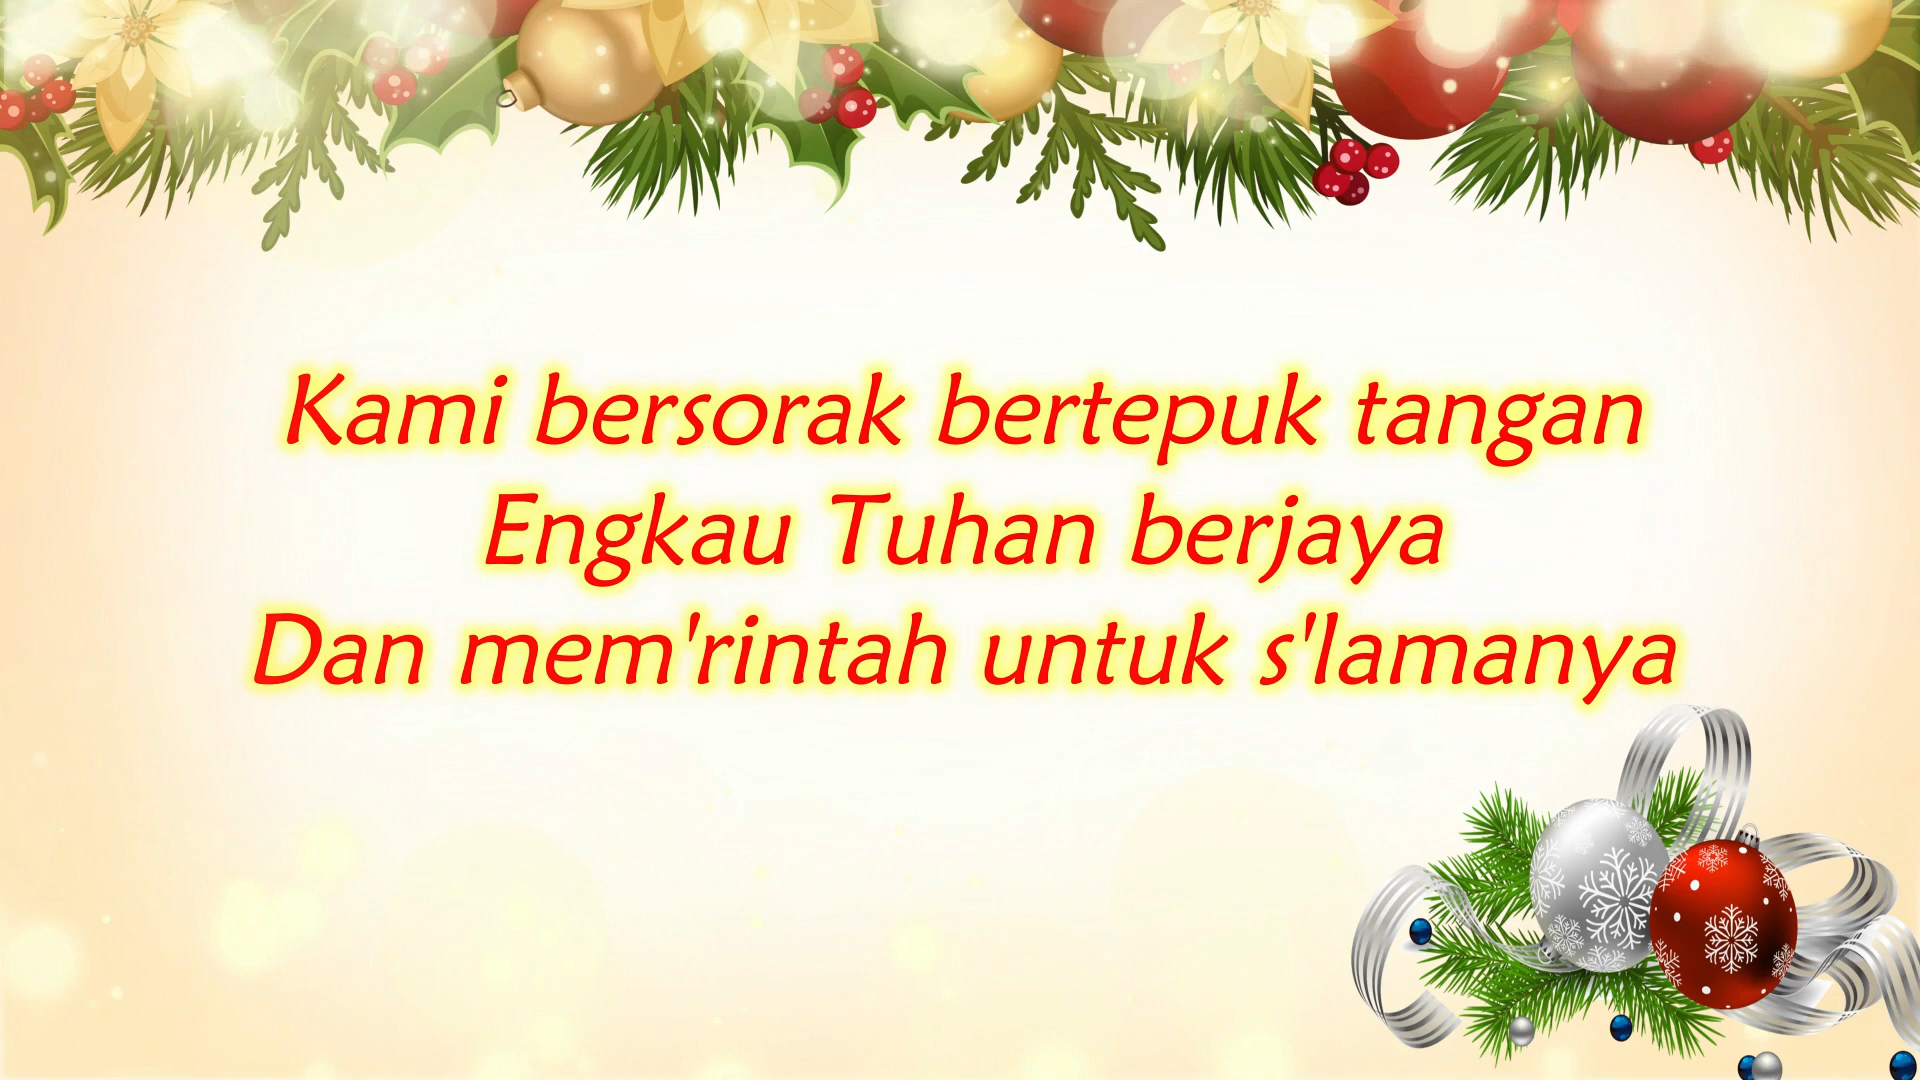 Kami bersorak bertepuk tangan
Engkau Tuhan berjaya
Dan mem'rintah untuk s'lamanya